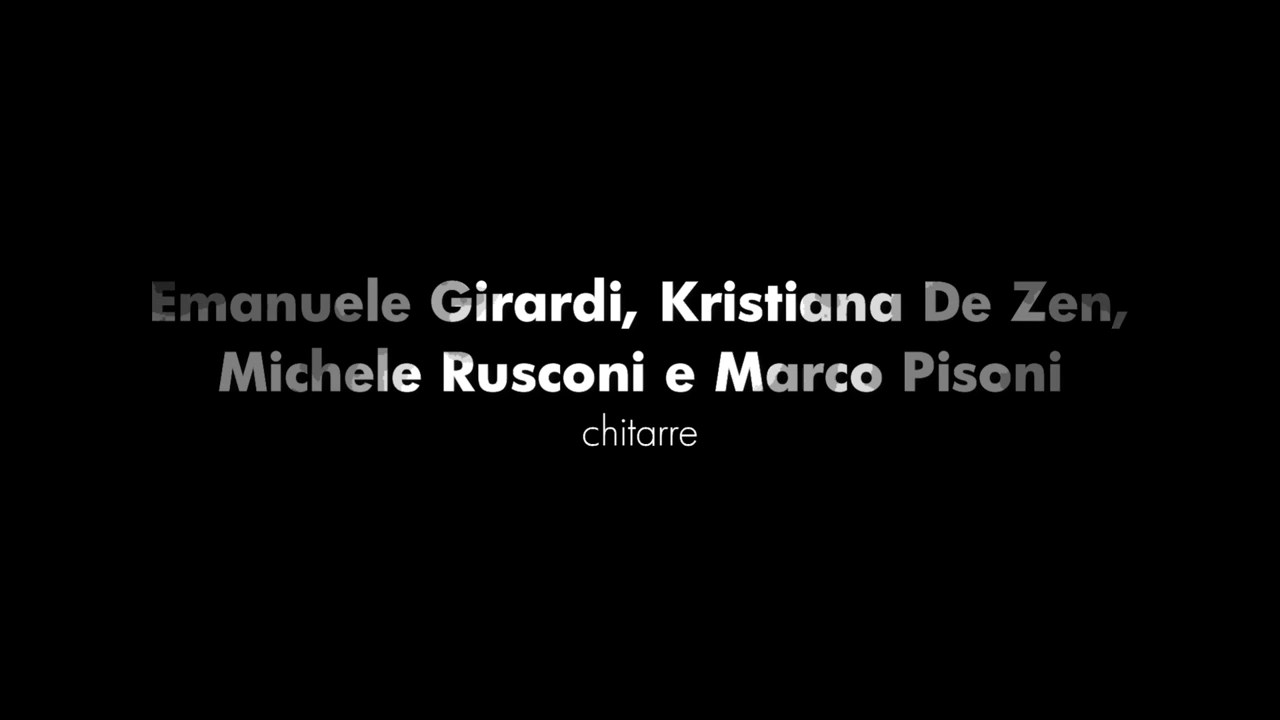 Emanuele Girardi, Kristiana De Zen,
Michele Rusconi e Marco Pisoni
chitarre